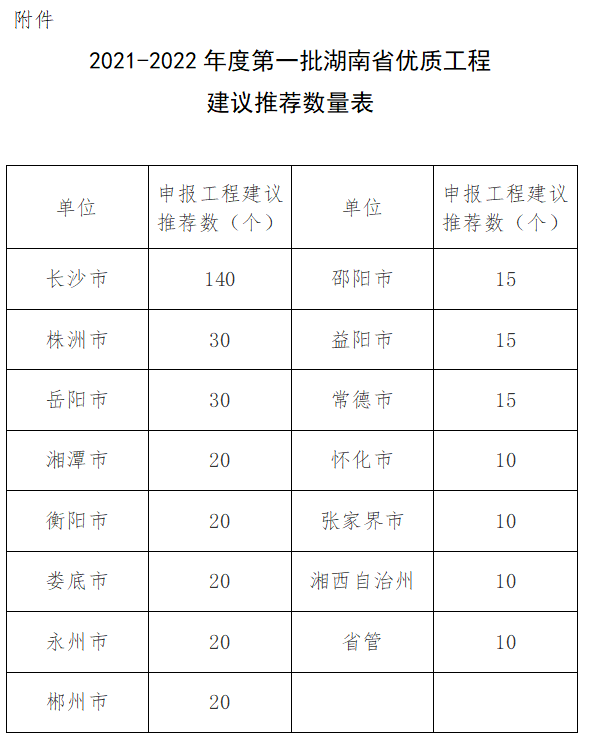 附件
2021-2022 年度第一批湖南省优质工程
建议推荐数量表
单位 申报工程建议推荐数（个） 单位 申报工程建议推荐数（个）
长沙市 140 邵阳市 15
株洲市 30 益阳市 15
岳阳市 30 常德市 15
湘潭市 20 怀化市 10
衡阳市 20 张家界市 10
娄底市 20 湘西自治州 10
永州市 20 省管 10
郴州市 20